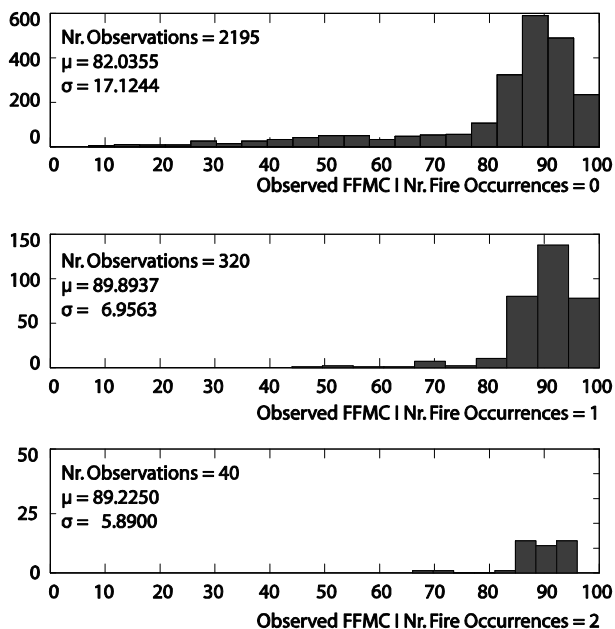 600
400
200
0
Nr. Observations = 2195
μ = 82.0355
σ = 17.1244
0 10 20 30 40 50 60 70 80 90 100
Observed FFMC | Nr. Fire Occurrences = 0
150
100
50
0
Nr. Observations = 320
μ = 89.8937
σ = 6.9563
0 10 20 30 40 50 60 70 80 90 100
Observed FFMC | Nr. Fire Occurrences = 1
50
25
0
Nr. Observations = 40
μ = 89.2250
σ = 5.8900
0 10 20 30 40 50 60 70 80 90 100
Observed FFMC | Nr. Fire Occurrences = 2